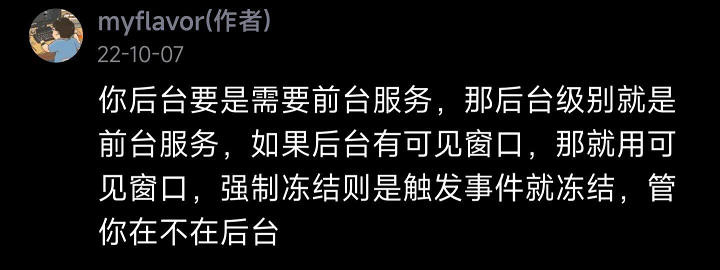 myflavor(作者)
22-10-07
你后台要是需要前台服务，那后台级别就是
前台服务，如果后台有可见窗口，那就用可
见窗口，强制冻结则是触发事件就冻结，管
你在不在后台